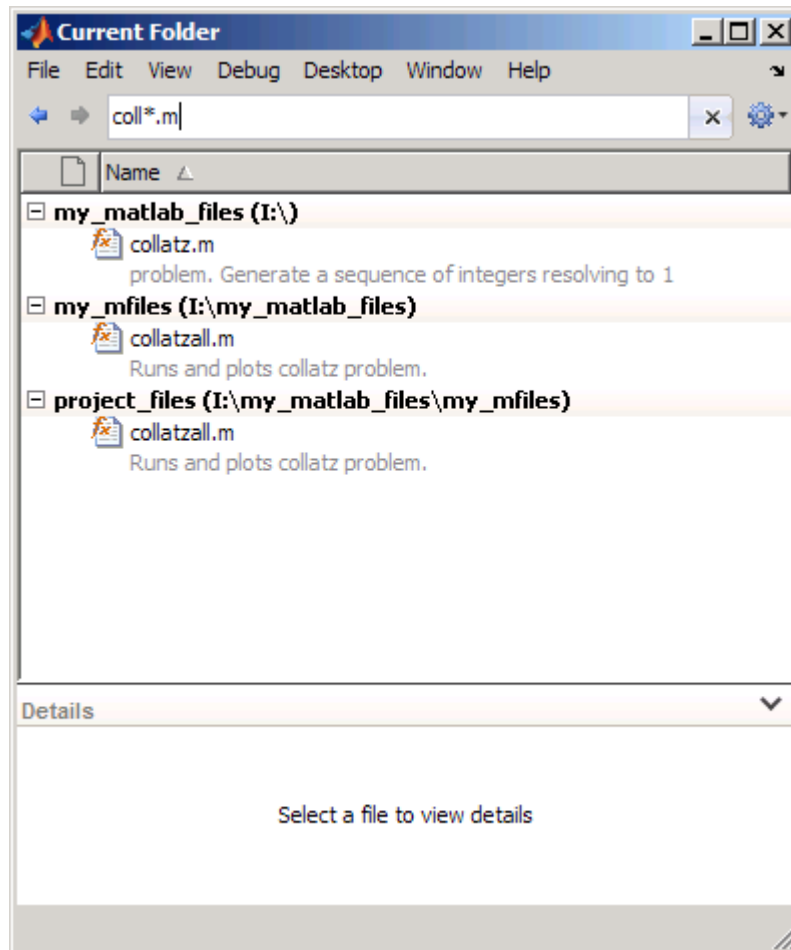 Current Folder
File Edit View Debug Desktop Window Help
coll*.m
Name
my_matlab_files (I:\)
collatz.m
problem. Generate a sequence of integers resolving to 1
my_mfiles (I:\my_matlab_files)
collatzall.m
Runs and plots collatz problem.
project_files (I:\my_matlab_files\my_mfiles)
collatzall.m
Runs and plots collatz problem.
Details
Select a file to view details